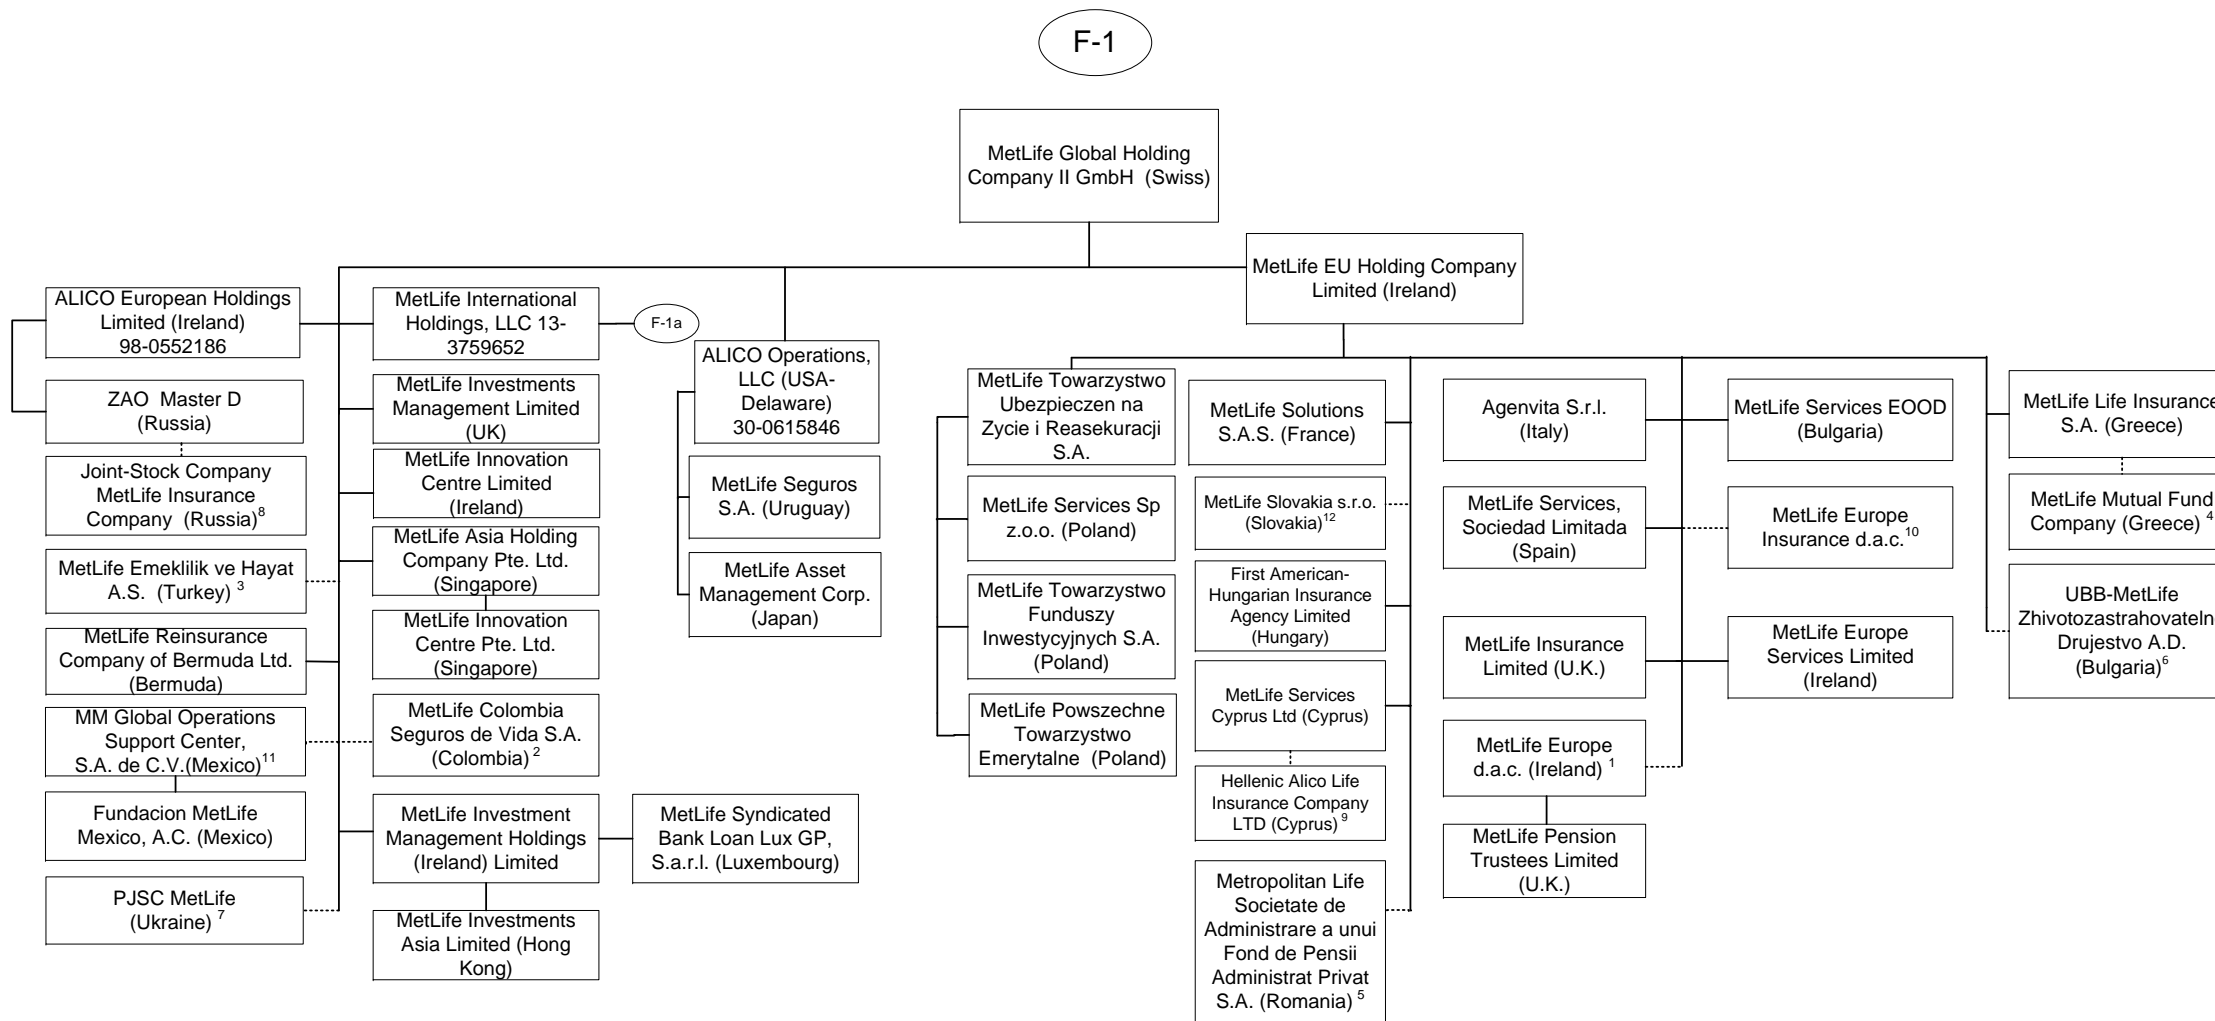 F-1
MetLife Global Holding
Company II GmbH (Swiss)
MetLife EU Holding Company
Limited (Ireland)
ALICO European Holdings
Limited (Ireland)
98-0552186
ZAO Master D
(Russia)
Joint-Stock Company
MetLife Insurance
Company (Russia)8
MetLife Emeklilik ve Hayat
A.S. (Turkey) 3
MetLife Reinsurance
Company of Bermuda Ltd.
(Bermuda)
MM Global Operations
Support Center,
S.A. de C.V.(Mexico)11
Fundacion MetLife
Mexico, A.C. (Mexico)
PJSC MetLife
(Ukraine) 7
MetLife International
Holdings, LLC 13-
3759652
F-1a
MetLife Investments
Management Limited
(UK)
MetLife Innovation
Centre Limited
(Ireland)
MetLife Asia Holding
Company Pte. Ltd.
(Singapore)
MetLife Innovation
Centre Pte. Ltd.
(Singapore)
MetLife Colombia
Seguros de Vida S.A.
(Colombia) 2
MetLife Investment
Management Holdings
(Ireland) Limited
MetLife Syndicated
Bank Loan Lux GP,
S.a.r.l. (Luxembourg)
MetLife Investments
Asia Limited (Hong
Kong)
ALICO Operations,
LLC (USA-
Delaware)
30-0615846
MetLife Seguros
S.A. (Uruguay)
MetLife Asset
Management Corp.
(Japan)
MetLife Towarzystwo
Ubezpieczen na
Zycie i Reasekuracji
S.A.
MetLife Services Sp
z.o.o. (Poland)
MetLife Towarzystwo
Funduszy
Inwestycyjnych S.A.
(Poland)
MetLife Powszechne
Towarzystwo
Emerytalne (Poland)
MetLife Solutions
S.A.S. (France)
MetLife Slovakia s.r.o.
(Slovakia)12
First American-
Hungarian Insurance
Agency Limited
(Hungary)
MetLife Services
Cyprus Ltd (Cyprus)
Hellenic Alico Life
Insurance Company
LTD (Cyprus) 9
Metropolitan Life
Societate de
Administrare a unui
Fond de Pensii
Administrat Privat
S.A. (Romania) 5
Agenvita S.r.l.
(Italy)
MetLife Services,
Sociedad Limitada
(Spain)
MetLife Insurance
Limited (U.K.)
MetLife Europe
d.a.c. (Ireland) 1
MetLife Pension
Trustees Limited
(U.K.)
MetLife Services EOOD
(Bulgaria)
MetLife Europe
Insurance d.a.c.10
MetLife Europe
Services Limited
(Ireland)
MetLife Life Insurance
S.A. (Greece)
MetLife Mutual Fund
Company (Greece) 4
UBB-MetLife
Drujestvo A.D.
(Bulgaria)6